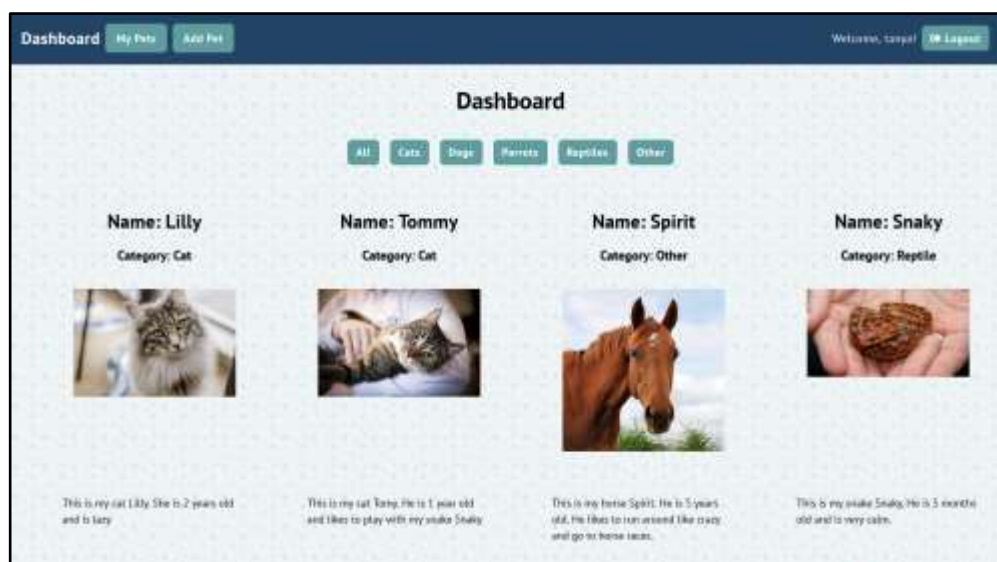 Dashboard My Pets Add Pet Welcome, tanya! Logout
Dashboard
All Cats Dogs Parrots Reptiles Other
Name: Lilly
Category: Cat
This is my cat Lilly. She is 2 years old
and is lazy
Name: Tommy
Category: Cat
This is my cat Tomy. He is 1 year old
and likes to play with my snake Snaky
Name: Spirit
Category: Other
This is my horse Spirit. He is 5 years
old. He likes to run around like crazy
and go to horse races.
Name: Snaky
Category: Reptile
This is my snake Snaky. He is 3 months
old and is very calm.